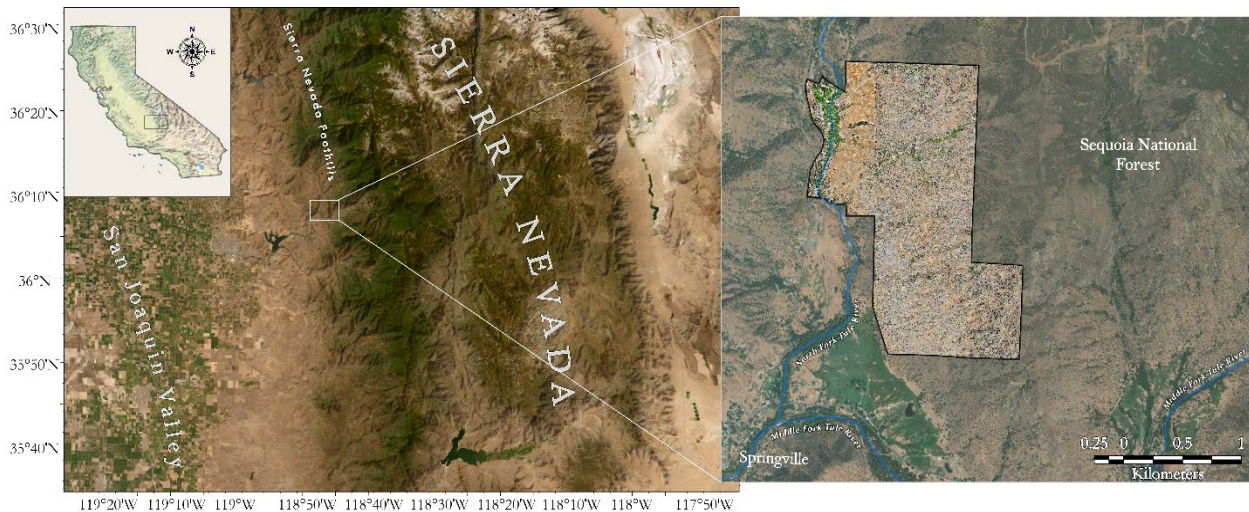 36°30'N
36°20'N
36°10'N
36°N
35°50'N
35°40'N
N
W E
S
Sierra Nevada Foothills
SIERRA NEVADA
San Joaquin Valley
119°20'W 119°10'W 119°W 118°50'W 118°40'W 118°30'W 118°20'W 118°10'W 118°W 117°50'W
Sequoia National
Forest
North Fork Tule River
Middle Fork Tule River
Middle Fork Tule River
Springville
0.25 0 0.5 1
Kilometers